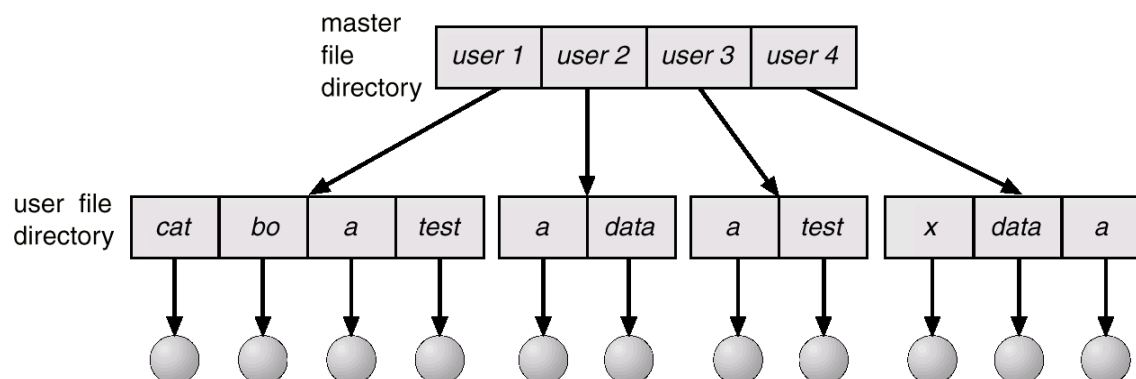 master
file
directory
user 1 user 2 user 3 user 4
user file
directory
cat bo a test a data a test x data a